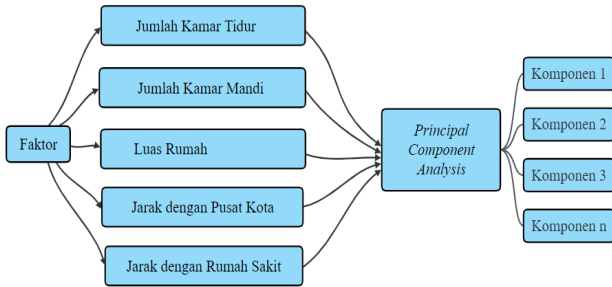 Faktor
Jumlah Kamar Tidur
Jumlah Kamar Mandi
Luas Rumah
Jarak dengan Pusat Kota
Jarak dengan Rumah Sakit
Principal
Component
Analysis
Komponen 1
Komponen 2
Komponen 3
Komponen n